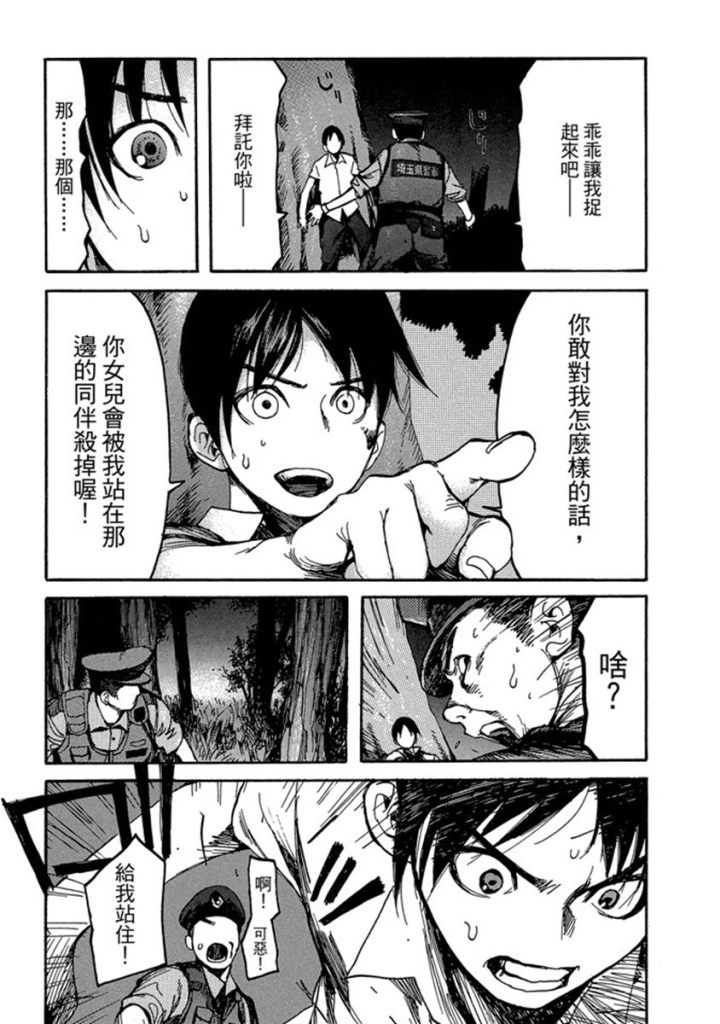 乖乖讓我捉
起來吧——
じり
埼玉県警察
拜託你啦——
那……那個……
你敢對我怎麼樣的話，
你女兒會被我站在那
邊的同伴殺掉喔！
啥？
啊！
可惡！
給我站住！